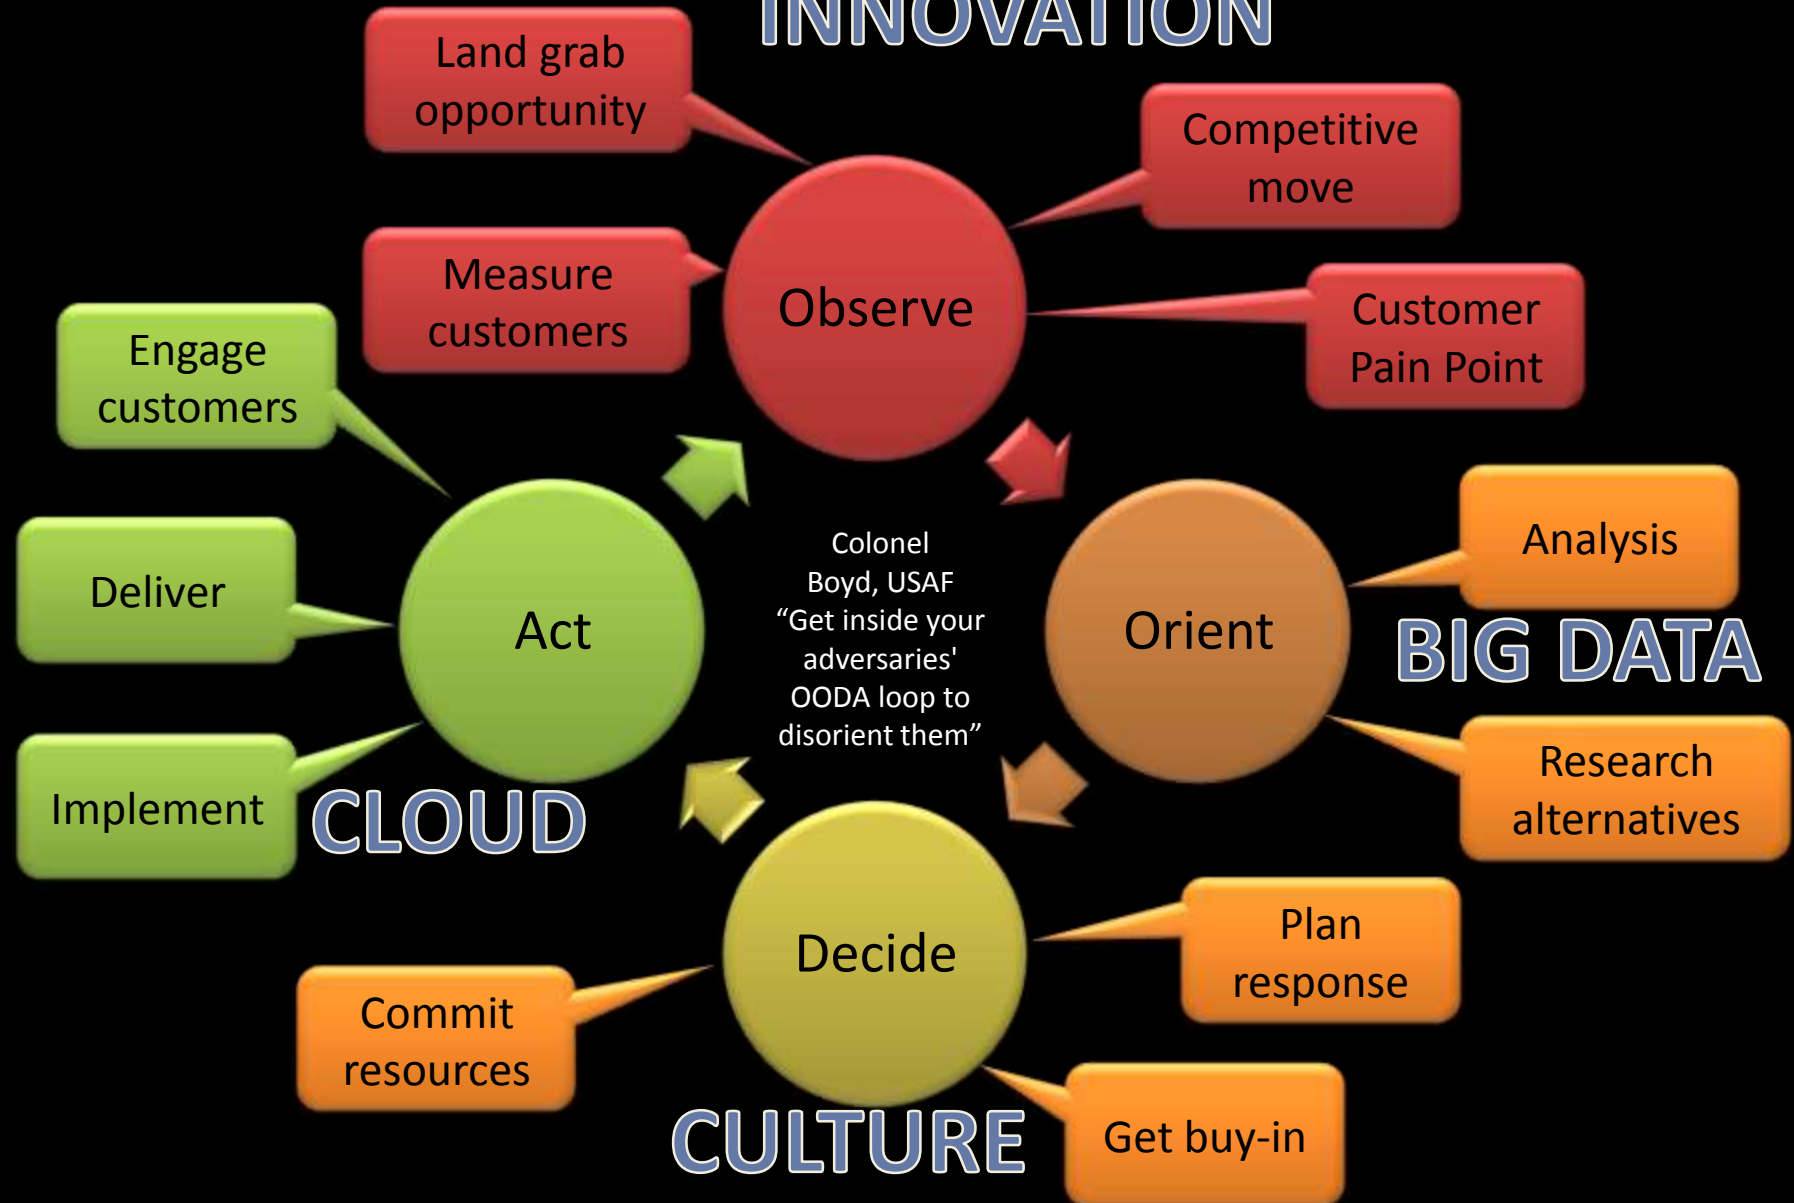 INNOVATION
Land grab
opportunity
Competitive
move
Measure
customers
Observe
Customer
Pain Point
Engage
customers
Analysis
Colonel
Boyd, USAF
“Get inside your
adversaries'
OODA loop to
disorient them”
Deliver
Act
Orient
BIG DATA
Research
alternatives
Implement
CLOUD
Plan
response
Decide
Commit
resources
CULTURE
Get buy-in